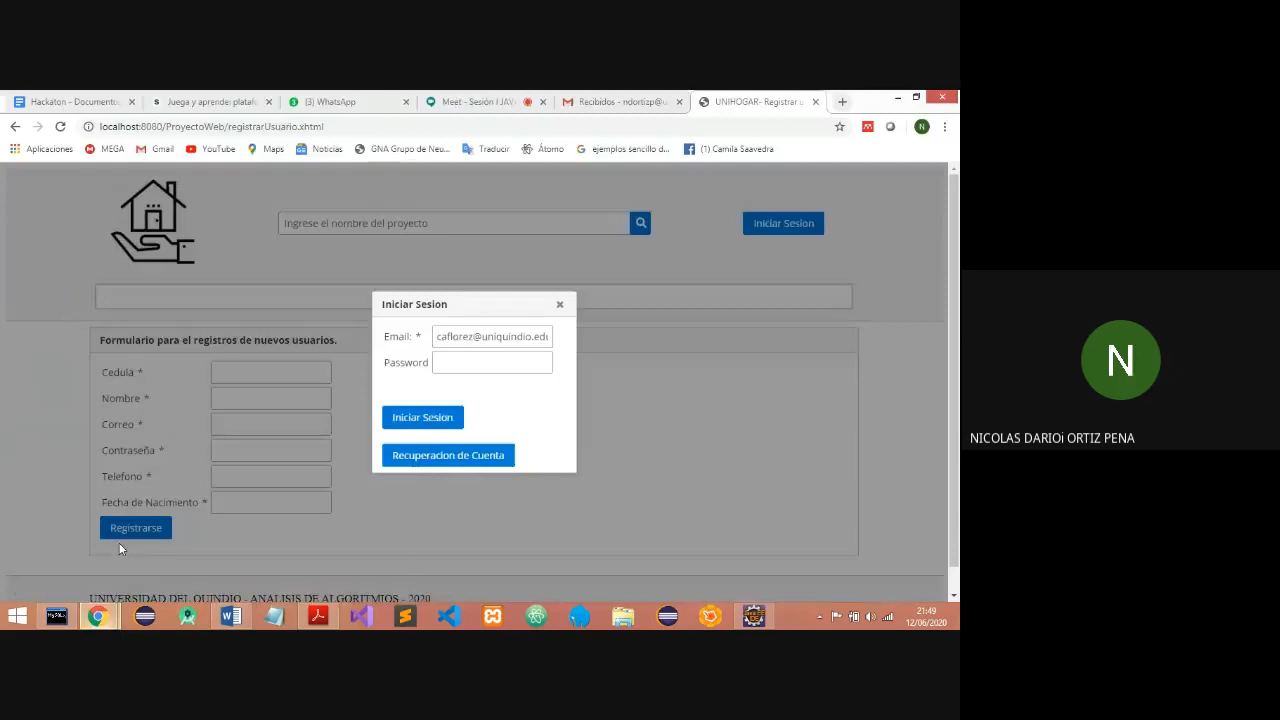 Hackaton - Documento
Juega y aprende: plataf
(3) WhatsApp
Meet - Sesión I JAV
Recibidos - ndortizp@u
UNIHOGAR- Registrar u
localhost:8080/ProyectoWeb/registrarUsuario.xhtml
N
Aplicaciones
MEGA
Gmail
YouTube
Maps
Noticias
GNA Grupo de Neu...
Traducir
Átomo
ejemplos sencillo d...
(1) Camila Saavedra
Ingrese el nombre del proyecto
Iniciar Sesion
Iniciar Sesion
Email: *
caflorez@uniquindio.edu
Password
Iniciar Sesion
Recuperacion de Cuenta
Formulario para el registros de nuevos usuarios.
Cedula *
Nombre *
Correo *
Contraseña *
Telefono *
Fecha de Nacimiento *
Registrarse
UNIVERSIDAD DEL QUINDIO - ANALISIS DE ALGORITMIOS - 2020
21:49
12/06/2020
N
NICOLAS DARIOi ORTIZ PENA